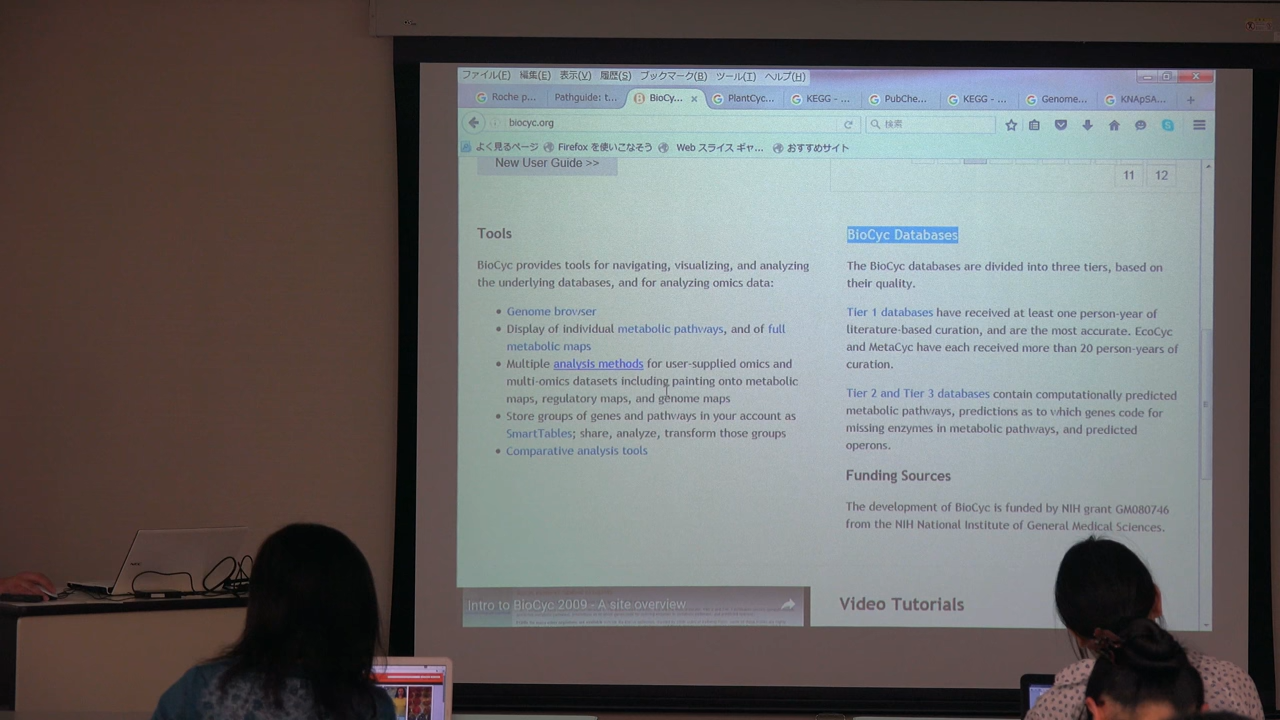 ファイル(F) 編集(E) 表示(V) 履歴(S) ブックマーク(B) ツール(T) ヘルプ(H)
Roche p... Pathguide: t... BioCy... PlantCyc... KEGG - ... PubChe... KEGG - ... Genome... KNApSA...
biocyc.org 検索
よく見るページ Firefox を使いこなそう Web スライス ギャ... おすすめサイト
New User Guide >>
11 12
Tools
BioCyc provides tools for navigating, visualizing, and analyzing
the underlying databases, and for analyzing omics data:
• Genome browser
• Display of individual metabolic pathways, and of full
metabolic maps
• Multiple analysis methods for user-supplied omics and
multi-omics datasets including painting onto metabolic
maps, regulatory maps, and genome maps
• Store groups of genes and pathways in your account as
SmartTables; share, analyze, transform those groups
• Comparative analysis tools
BioCyc Databases
The BioCyc databases are divided into three tiers, based on
their quality.
Tier 1 databases have received at least one person-year of
literature-based curation, and are the most accurate. EcoCyc
and MetaCyc have each received more than 20 person-years of
curation.
Tier 2 and Tier 3 databases contain computationally predicted
metabolic pathways, predictions as to which genes code for
missing enzymes in metabolic pathways, and predicted
operons.
Funding Sources
The development of BioCyc is funded by NIH grant GM080746
from the NIH National Institute of General Medical Sciences.
Intro to BioCyc 2009 - A site overview
Video Tutorials